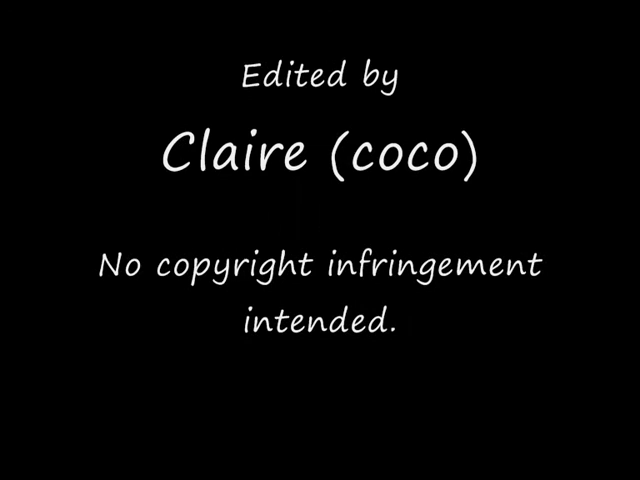 Edited by
Claire (coco)
No copyright infringement
intended.